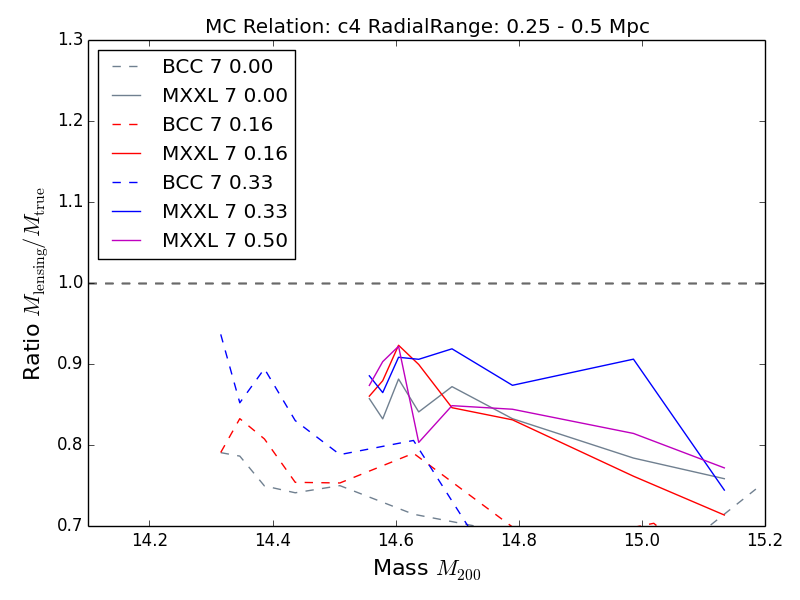 MC Relation: c4 RadialRange: 0.25 - 0.5 Mpc
1.3
1.2
1.1
1.0
0.9
0.8
0.7
Ratio M_lensing/M_true
BCC 7 0.00
MXXL 7 0.00
BCC 7 0.16
MXXL 7 0.16
BCC 7 0.33
MXXL 7 0.33
MXXL 7 0.50
14.2 14.4 14.6 14.8 15.0 15.2
Mass M_200